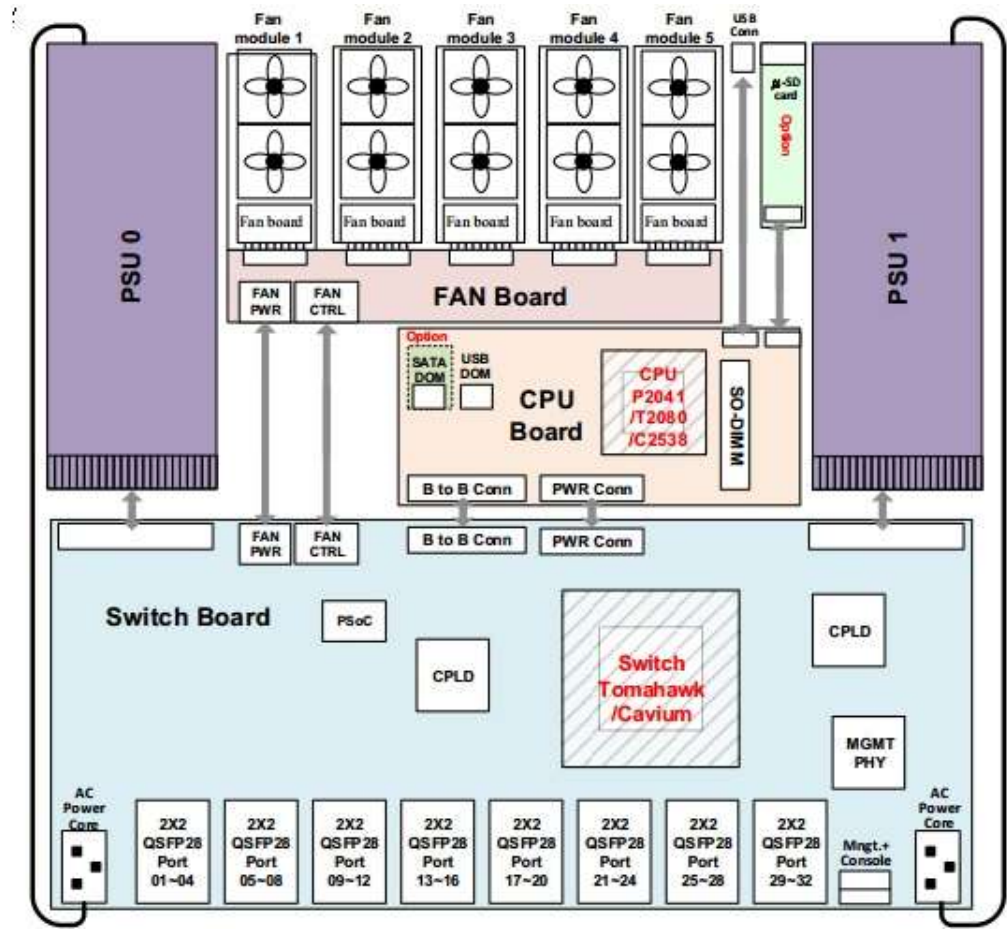 Fan
module 1
Fan
module 2
Fan
module 3
Fan
module 4
Fan
module 5
USB
Conn
μ-SD
card
Option
PSU 0
PSU 1
Fan board
Fan board
Fan board
Fan board
Fan board
FAN
PWR
FAN
CTRL
FAN Board
Option
SATA
DOM
USB
DOM
CPU
Board
CPU
P2041
/T2080
/C2538
SO-DIMM
B to B Conn
PWR Conn
FAN
PWR
FAN
CTRL
B to B Conn
PWR Conn
Switch Board
PSoC
CPLD
Switch
Tomahawk
/Cavium
CPLD
MGMT
PHY
AC
Power
Core
2X2
QSFP28
Port
01~04
2X2
QSFP28
Port
05~08
2X2
QSFP28
Port
09~12
2X2
QSFP28
Port
13~16
2X2
QSFP28
Port
17~20
2X2
QSFP28
Port
21~24
2X2
QSFP28
Port
25~28
2X2
QSFP28
Port
29~32
Mngt.+
Console
AC
Power
Core